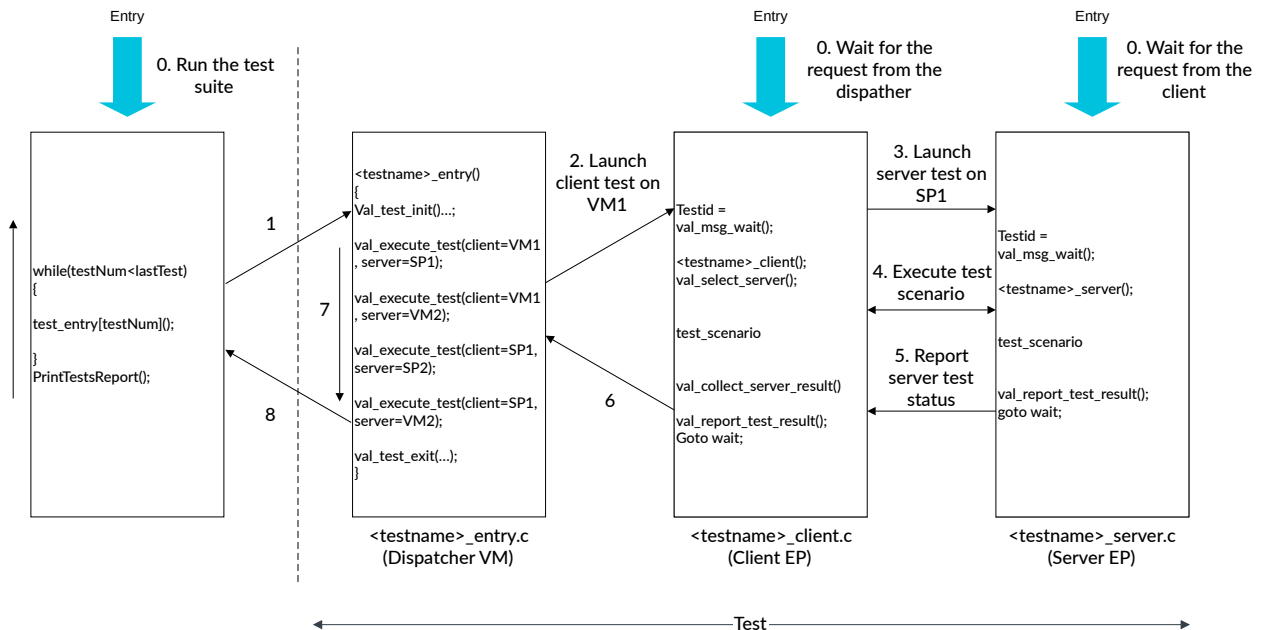 Entry
0. Run the test
suite
Entry
0. Wait for the
request from the
dispather
Entry
0. Wait for the
request from the
client
while(testNum<lastTest)
{
test_entry[testNum]();
}
PrintTestsReport();
1
8
<testname>_entry()
{
Val_test_init()...;
val_execute_test(client=VM1
, server=SP1);
val_execute_test(client=VM1
, server=VM2);
val_execute_test(client=SP1,
server=SP2);
val_execute_test(client=SP1,
server=VM2);
val_test_exit(...);
}
7
<testname>_entry.c
(Dispatcher VM)
2. Launch
client test on
VM1
6
Testid =
val_msg_wait();
<testname>_client();
val_select_server();
test_scenario
val_collect_server_result()
val_report_test_result();
Goto wait;
<testname>_client.c
(Client EP)
3. Launch
server test on
SP1
4. Execute test
scenario
5. Report
server test
status
Testid =
val_msg_wait();
<testname>_server();
test_scenario
val_report_test_result();
goto wait;
<testname>_server.c
(Server EP)
Test